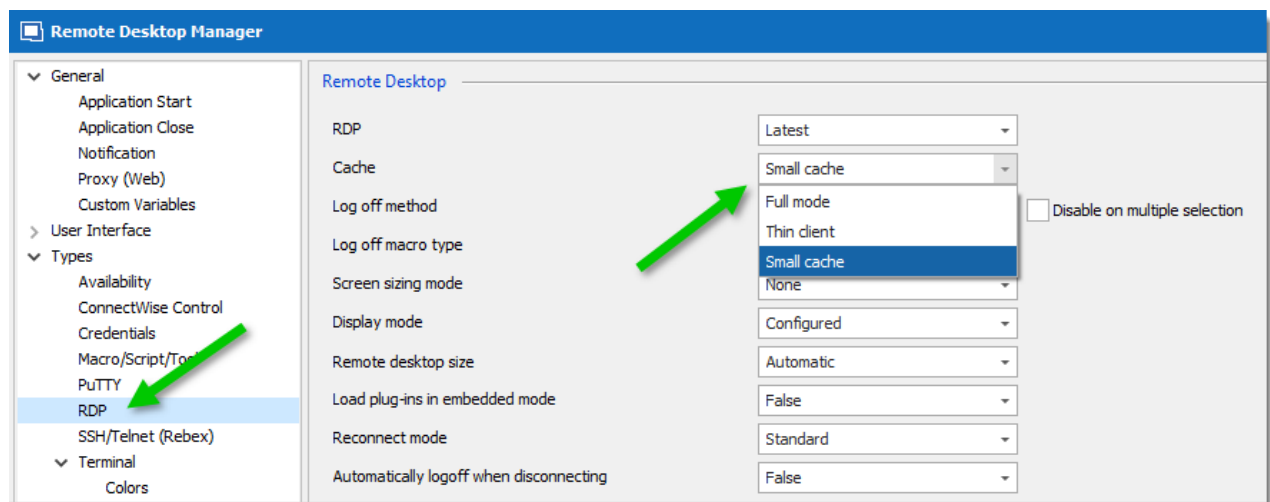 Remote Desktop Manager
General
Application Start
Application Close
Notification
Proxy (Web)
Custom Variables
User Interface
Types
Availability
ConnectWise Control
Credentials
PuTTY
RDP
SSH/Telnet (Rebex)
Terminal
Colors
Remote Desktop
RDP Latest
Cache Small cache
Full mode
Thin client
Small cache
Log off method Disable on multiple selection
Log off macro type
Screen sizing mode None
Display mode Configured
Remote desktop size Automatic
Load plug-ins in embedded mode False
Reconnect mode Standard
Automatically logoff when disconnecting False